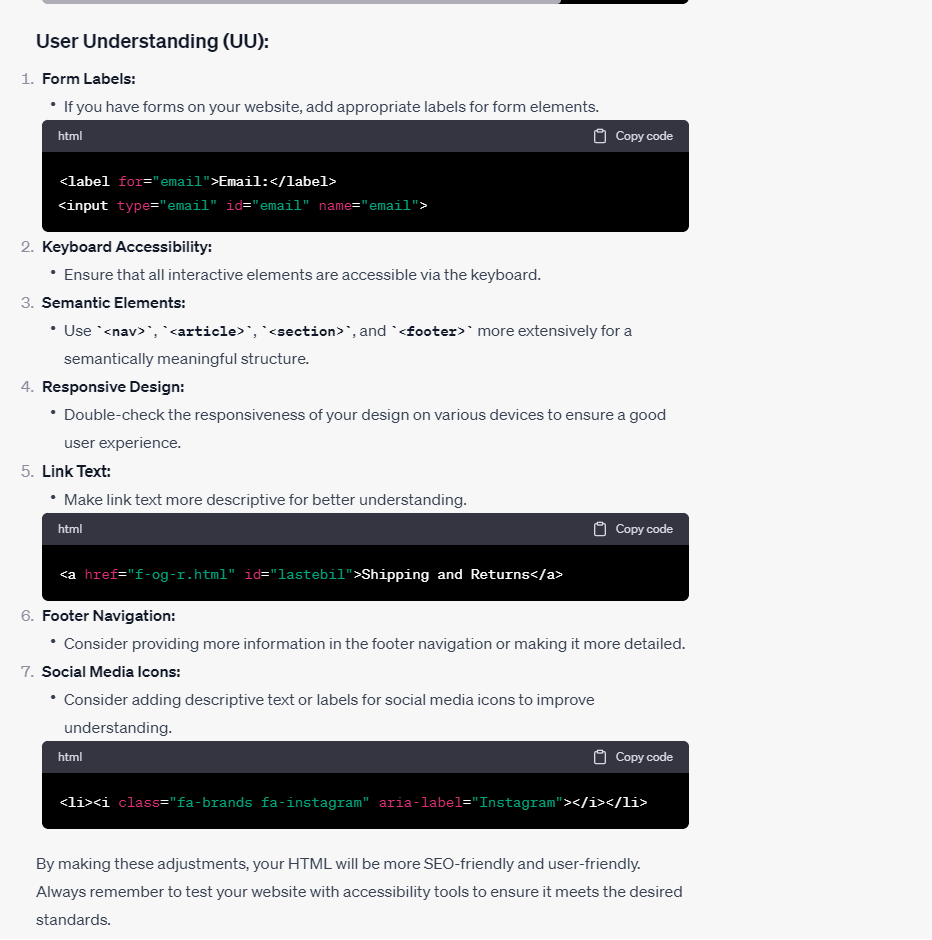 User Understanding (UU):
1. Form Labels:
• If you have forms on your website, add appropriate labels for form elements.
html Copy code
<label for="email">Email:</label>
<input type="email" id="email" name="email">
2. Keyboard Accessibility:
• Ensure that all interactive elements are accessible via the keyboard.
3. Semantic Elements:
• Use `<nav>`, `<article>`, `<section>`, and `<footer>` more extensively for a
semantically meaningful structure.
4. Responsive Design:
• Double-check the responsiveness of your design on various devices to ensure a good
user experience.
5. Link Text:
• Make link text more descriptive for better understanding.
html Copy code
<a href="f-og-r.html" id="lastebil">Shipping and Returns</a>
6. Footer Navigation:
• Consider providing more information in the footer navigation or making it more detailed.
7. Social Media Icons:
• Consider adding descriptive text or labels for social media icons to improve
understanding.
html Copy code
<li><i class="fa-brands fa-instagram" aria-label="Instagram"></i></li>
By making these adjustments, your HTML will be more SEO-friendly and user-friendly.
Always remember to test your website with accessibility tools to ensure it meets the desired
standards.